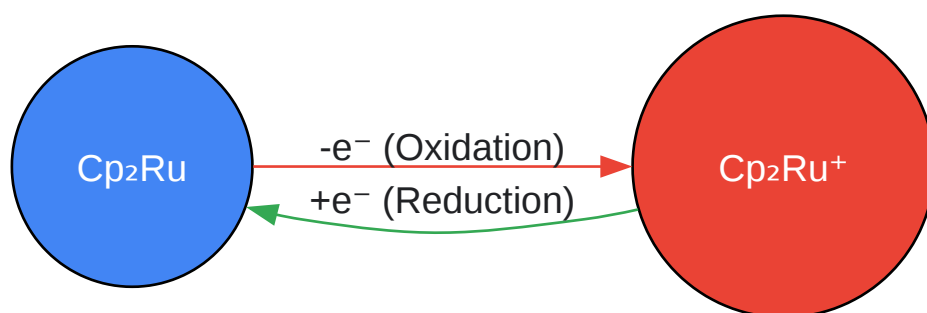 Cp₂Ru
-e⁻ (Oxidation)
+e⁻ (Reduction)
Cp₂Ru⁺